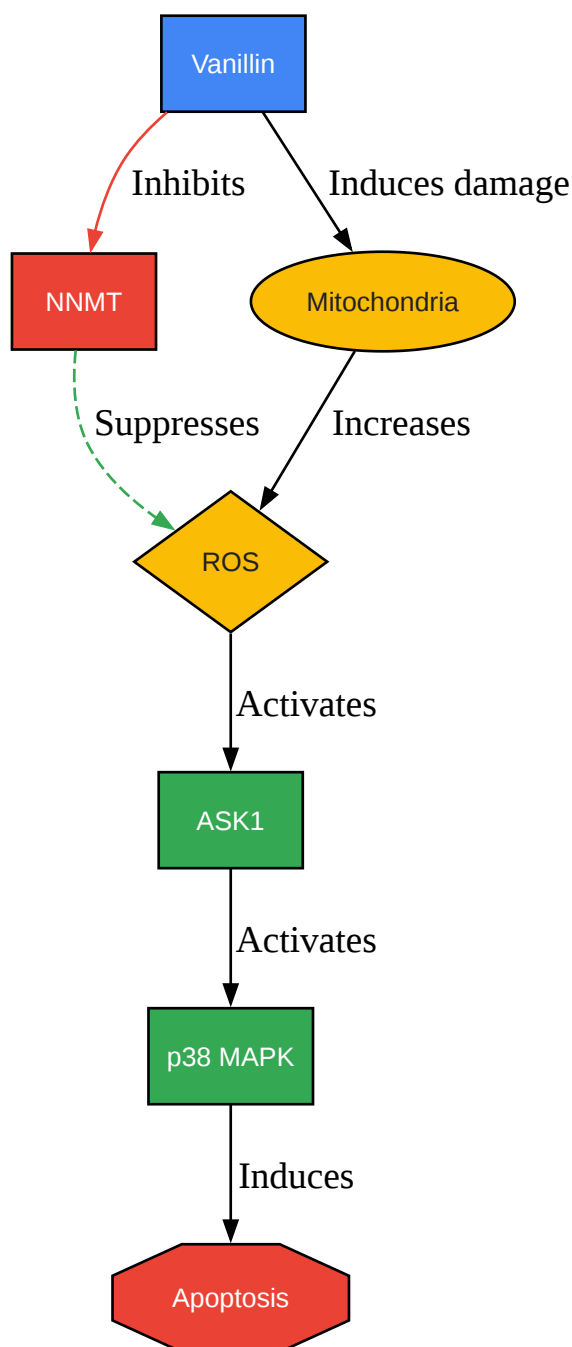 Vanillin
Inhibits
Induces damage
NNMT
Mitochondria
Suppresses
Increases
ROS
Activates
ASK1
Activates
p38 MAPK
Induces
Apoptosis